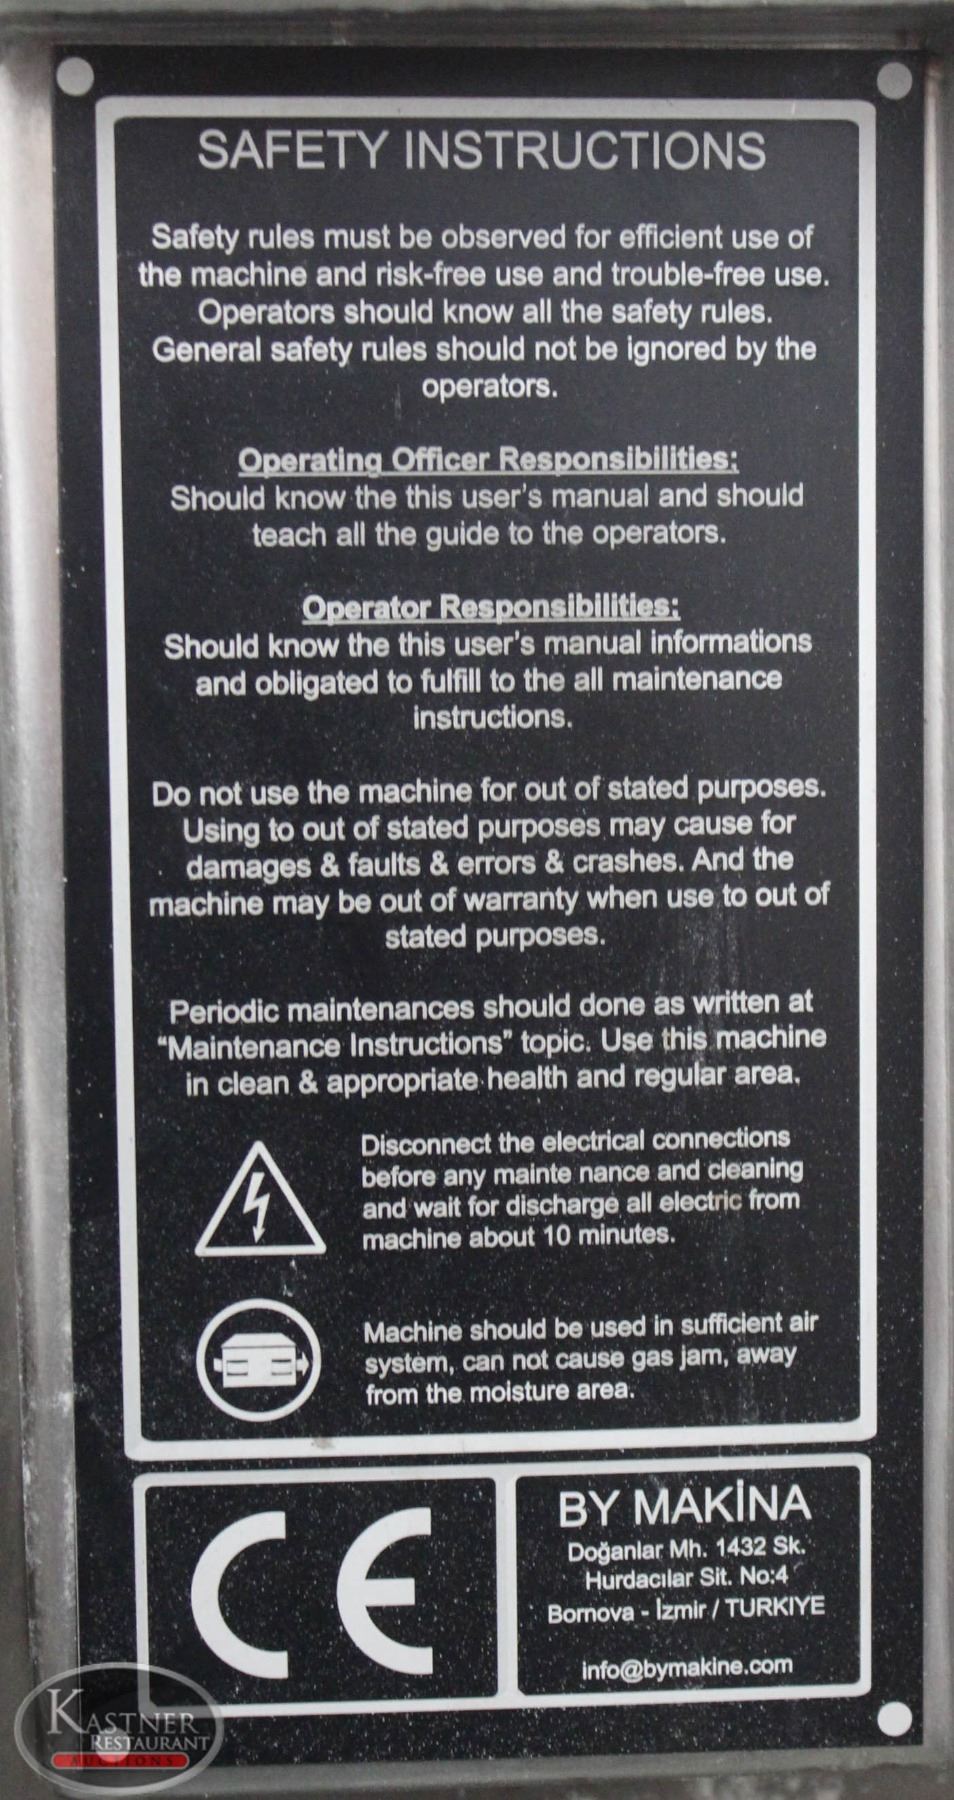 SAFETY INSTRUCTIONS
Safety rules must be observed for efficient use of
the machine and risk-free use and trouble-free use.
Operators should know all the safety rules.
General safety rules should not be ignored by the
operators.
Operating Officer Responsibilities:
Should know the this user's manual and should
teach all the guide to the operators.
Operator Responsibilities:
Should know the this user's manual informations
and obligated to fulfill to the all maintenance
instructions.
Do not use the machine for out of stated purposes.
Using to out of stated purposes may cause for
damages & faults & errors & crashes. And the
machine may be out of warranty when use to out of
stated purposes.
Periodic maintenances should done as written at
“Maintenance Instructions” topic. Use this machine
in clean & appropriate health and regular area.
Disconnect the electrical connections
before any mainte nance and cleaning
and wait for discharge all electric from
machine about 10 minutes.
Machine should be used in sufficient air
system, can not cause gas jam, away
from the moisture area.
CE
BY MAKİNA
Doğanlar Mh. 1432 Sk.
Hurdacılar Sit. No:4
Bornova - İzmir / TURKIYE
info@bymakine.com
KASTNER
RESTAURANT
AUCTIONS